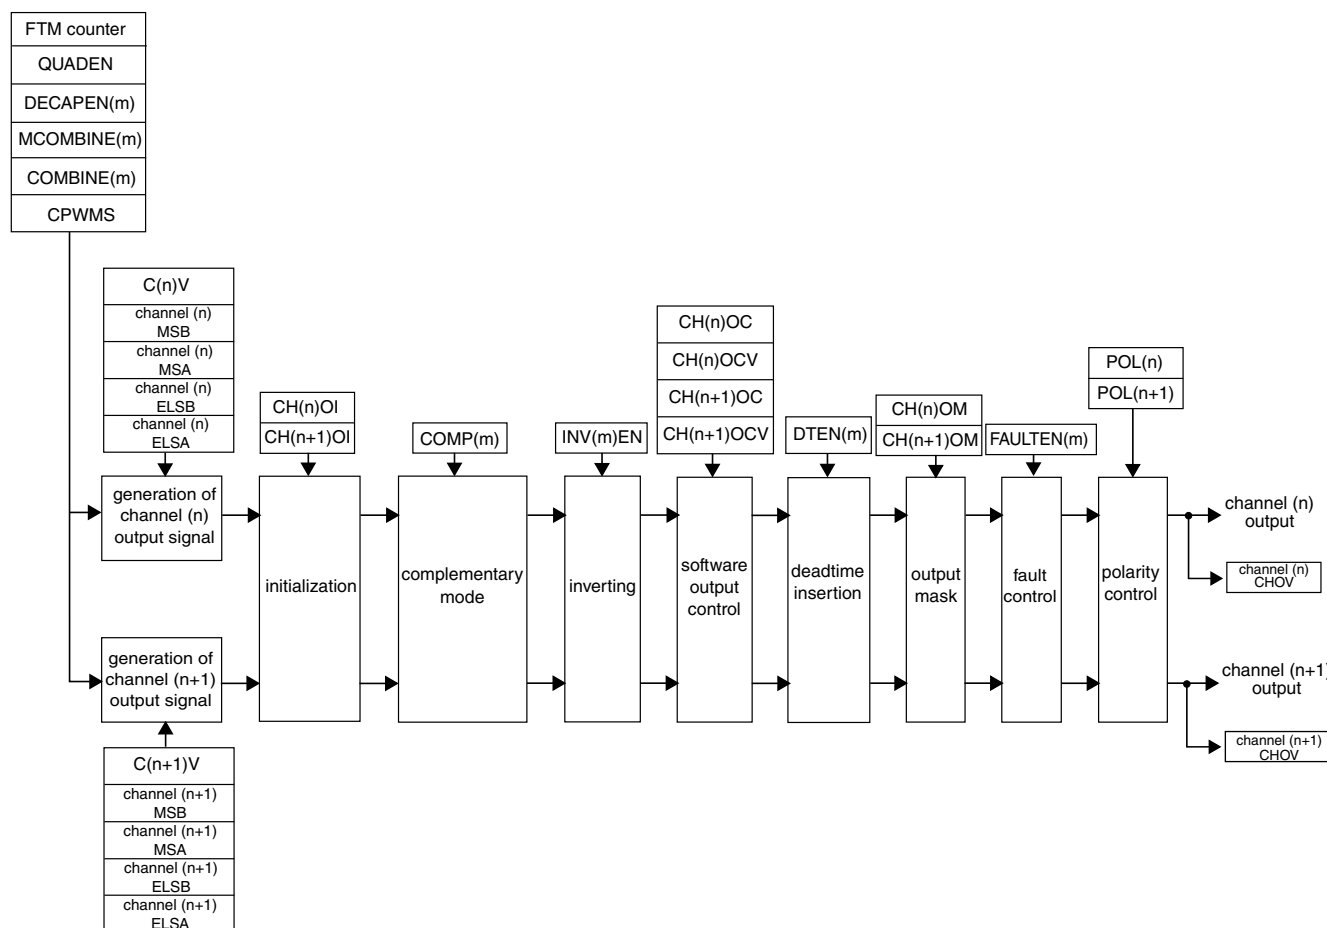 FTM counter
QUADEN
DECAPEN(m)
MCOMBINE(m)
COMBINE(m)
CPWMS
C(n)V
channel (n)
MSB
channel (n)
MSA
channel (n)
ELSB
channel (n)
ELSA
CH(n)OI
CH(n+1)OI
COMP(m)
INV(m)EN
CH(n)OC
CH(n)OCV
CH(n+1)OC
CH(n+1)OCV
DTEN(m)
CH(n)OM
CH(n+1)OM
FAULTEN(m)
POL(n)
POL(n+1)
generation of
channel (n)
output signal
initialization
complementary
mode
inverting
software
output
control
deadtime
insertion
output
mask
fault
control
polarity
control
channel (n)
output
channel (n)
CHOV
generation of
channel (n+1)
output signal
channel (n+1)
output
channel (n+1)
CHOV
C(n+1)V
channel (n+1)
MSB
channel (n+1)
MSA
channel (n+1)
ELSB
channel (n+1)
ELSA